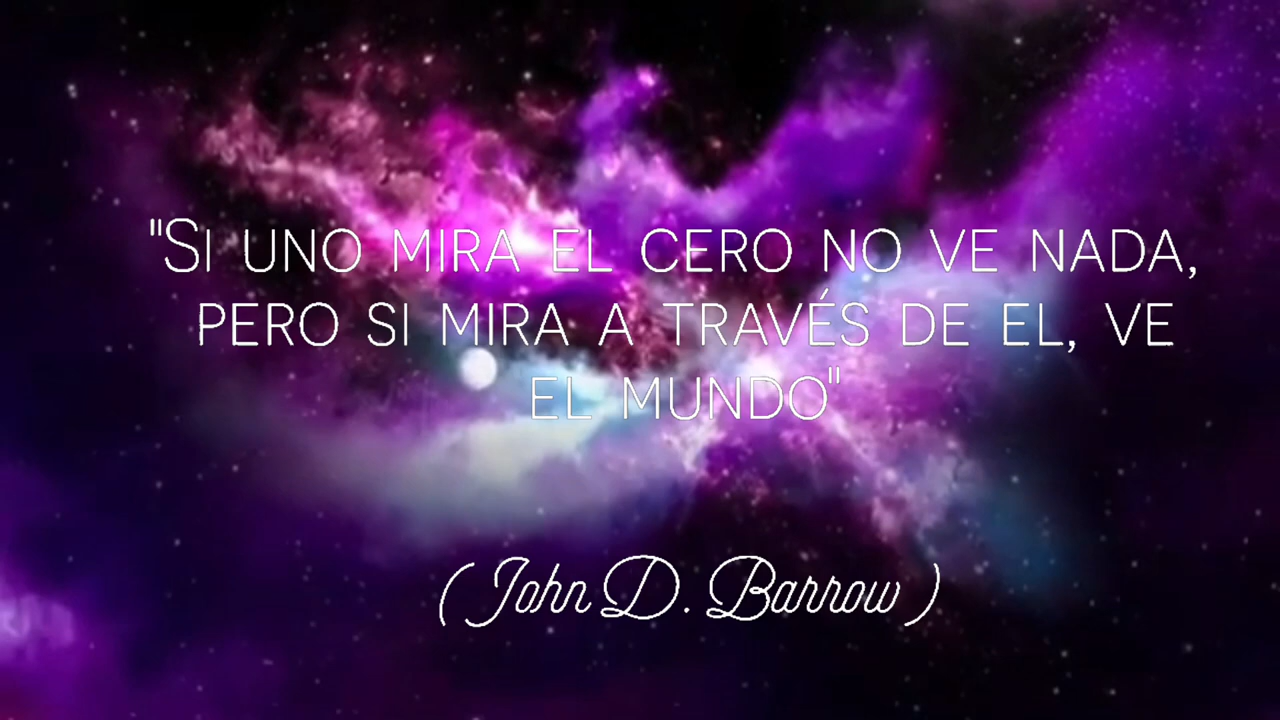 "Si UNO MIRA EL CERO NO VE NADA,
PERO SI MIRA A TRAVÉS DE EL, VE
EL MUNDO"
(John D. Barrow)